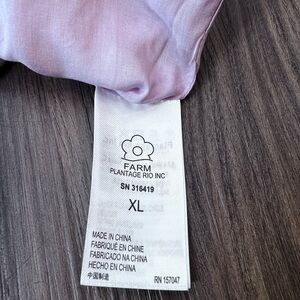 FARM
PLANTAGE RIO INC
SN 316419
XL
MADE IN CHINA
FABRIQUÉ EN CHINE
FABRICADO NA CHINA
HECHO EN CHINA
中国制造
RN 157047